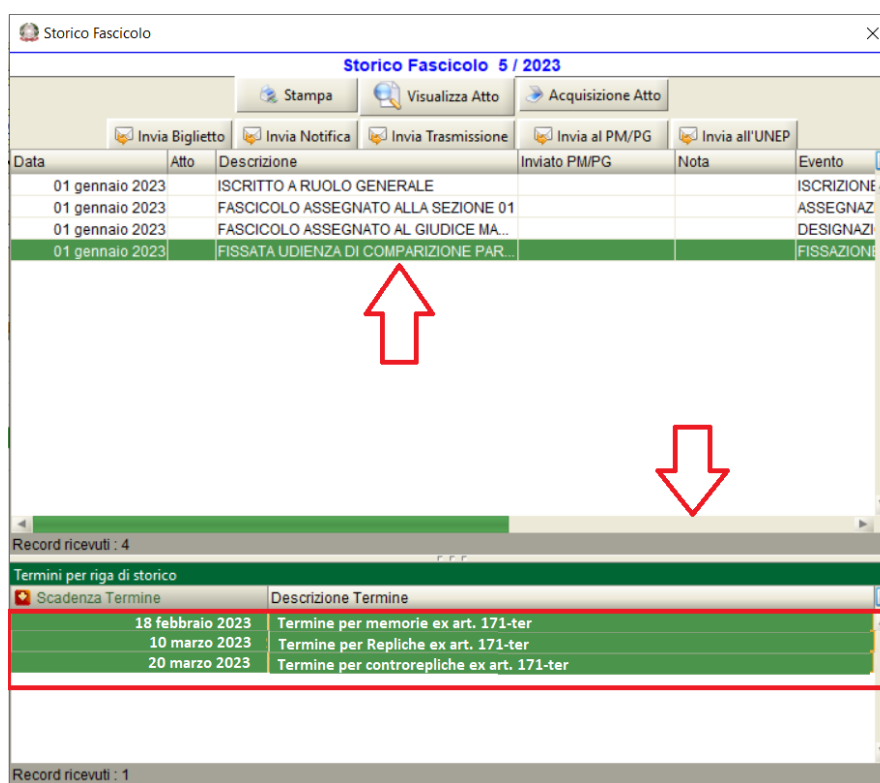 Storico Fascicolo
Storico Fascicolo 5 / 2023
Stampa Visualizza Atto Acquisizione Atto
Invia Biglietto Invia Notifica Invia Trasmissione Invia al PM/PG Invia all'UNEP
Data Atto Descrizione Inviato PM/PG Nota Evento
01 gennaio 2023 ISCRITTO A RUOLO GENERALE ISCRIZIONE
01 gennaio 2023 FASCICOLO ASSEGNATO ALLA SEZIONE 01 ASSEGNAZ
01 gennaio 2023 FASCICOLO ASSEGNATO AL GIUDICE MA... DESIGNAZI
01 gennaio 2023 FISSATA UDIENZA DI COMPARIZIONE PAR... FISSAZIONE
Record ricevuti : 4
Termini per riga di storico
Scadenza Termine Descrizione Termine
18 febbraio 2023 Termine per memorie ex art. 171-ter
10 marzo 2023 Termine per Repliche ex art. 171-ter
20 marzo 2023 Termine per controrepliche ex art. 171-ter
Record ricevuti : 1